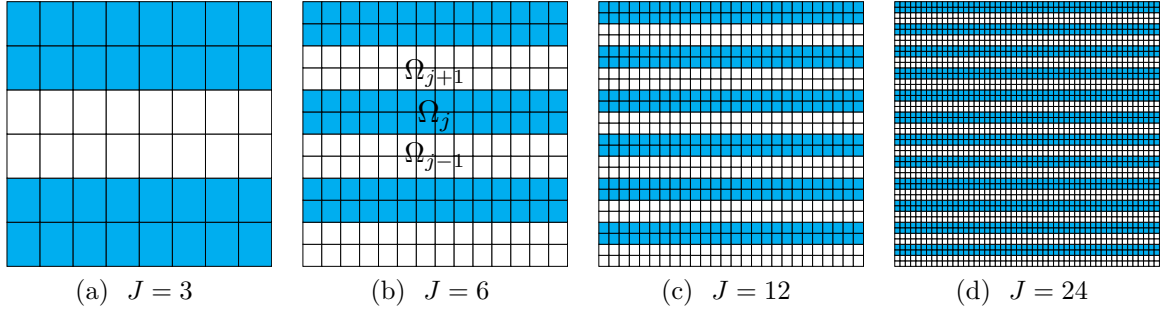 Ω_{j+1}
Ω_j
Ω_{j−1}
(a) J = 3
(b) J = 6
(c) J = 12
(d) J = 24